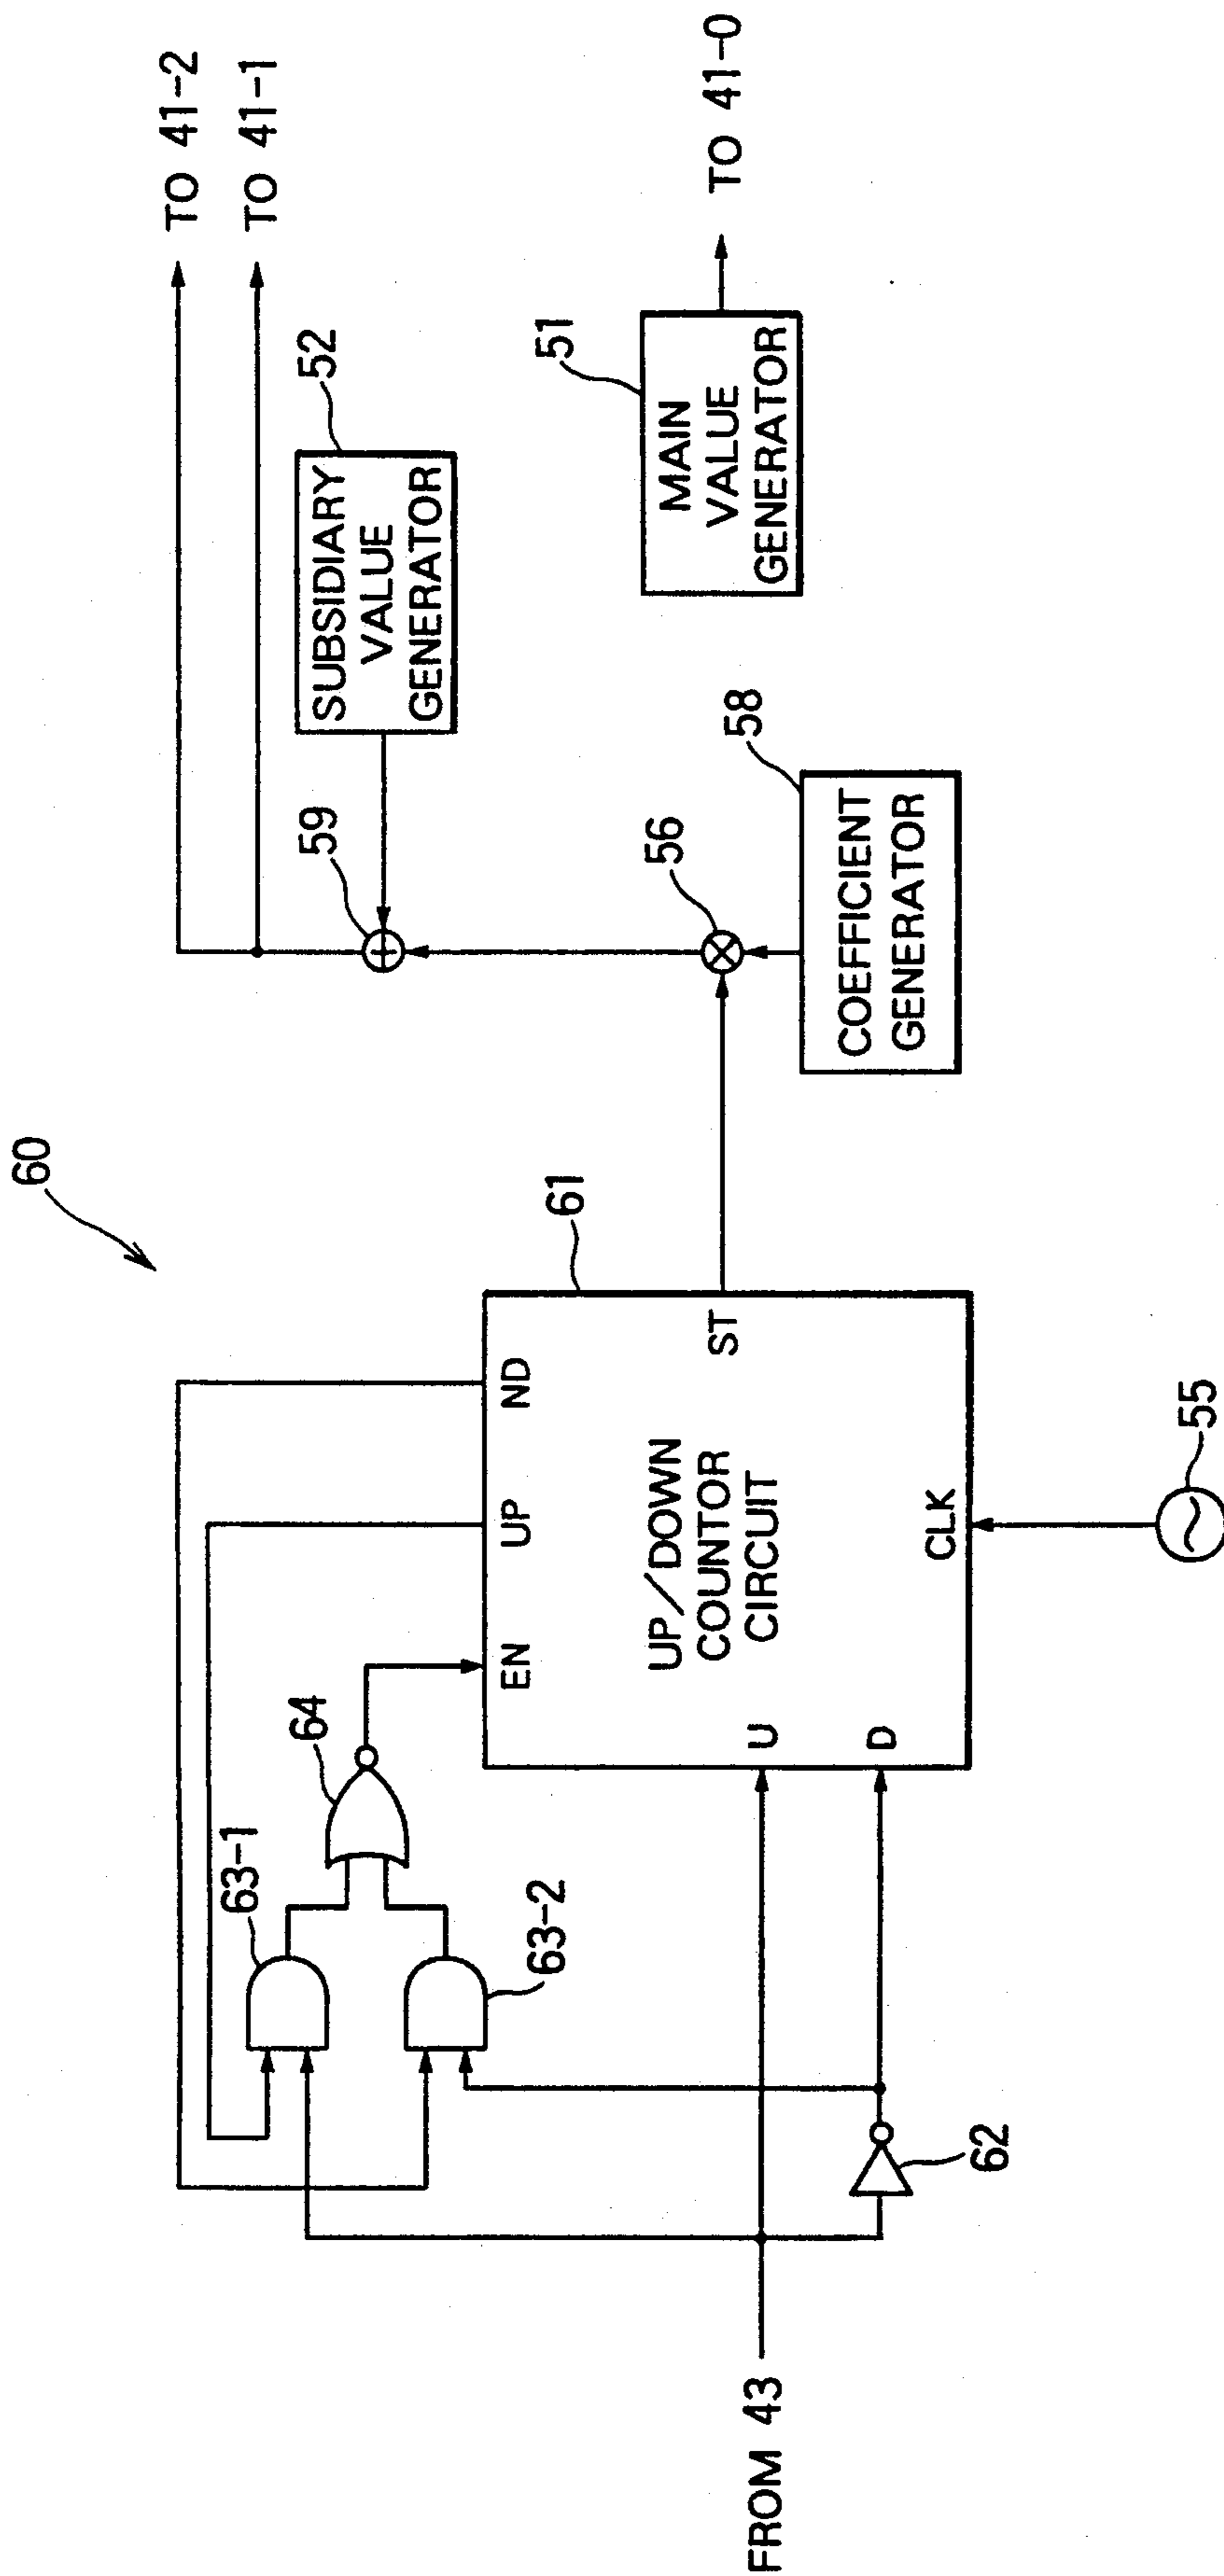 60
TO 41-2
TO 41-1
52
SUBSIDIARY
VALUE
GENERATOR
59
63-1
64
63-2
EN
UP
ND
61
UP/DOWN
COUNTOR
CIRCUIT
ST
U
D
CLK
55
56
58
COEFFICIENT
GENERATOR
51
MAIN
VALUE
GENERATOR
TO 41-0
FROM 43
62